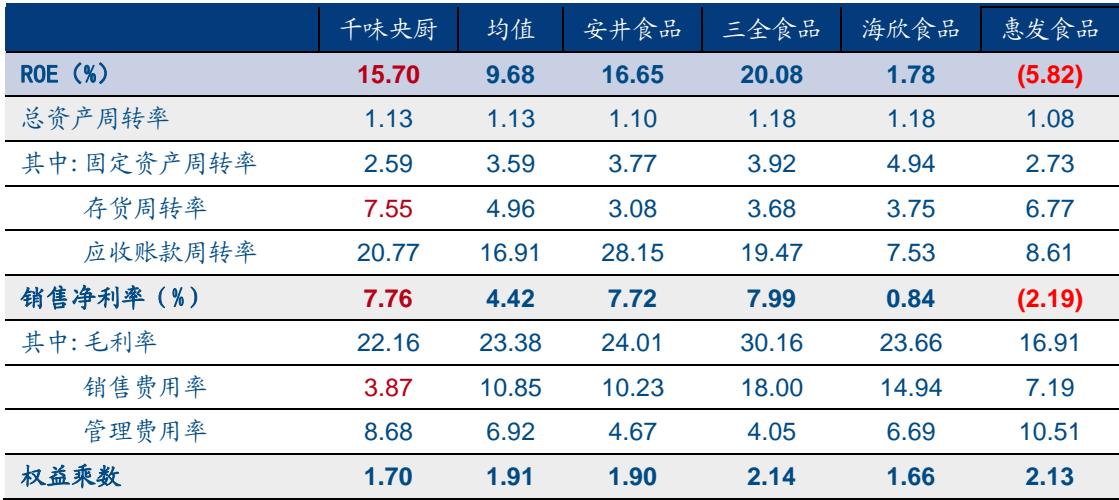 千味央厨 均值 安井食品 三全食品 海欣食品 惠发食品
ROE（%） 15.70 9.68 16.65 20.08 1.78 (5.82)
总资产周转率 1.13 1.13 1.10 1.18 1.18 1.08
其中:固定资产周转率 2.59 3.59 3.77 3.92 4.94 2.73
存货周转率 7.55 4.96 3.08 3.68 3.75 6.77
应收账款周转率 20.77 16.91 28.15 19.47 7.53 8.61
销售净利率（%） 7.76 4.42 7.72 7.99 0.84 (2.19)
其中:毛利率 22.16 23.38 24.01 30.16 23.66 16.91
销售费用率 3.87 10.85 10.23 18.00 14.94 7.19
管理费用率 8.68 6.92 4.67 4.05 6.69 10.51
权益乘数 1.70 1.91 1.90 2.14 1.66 2.13